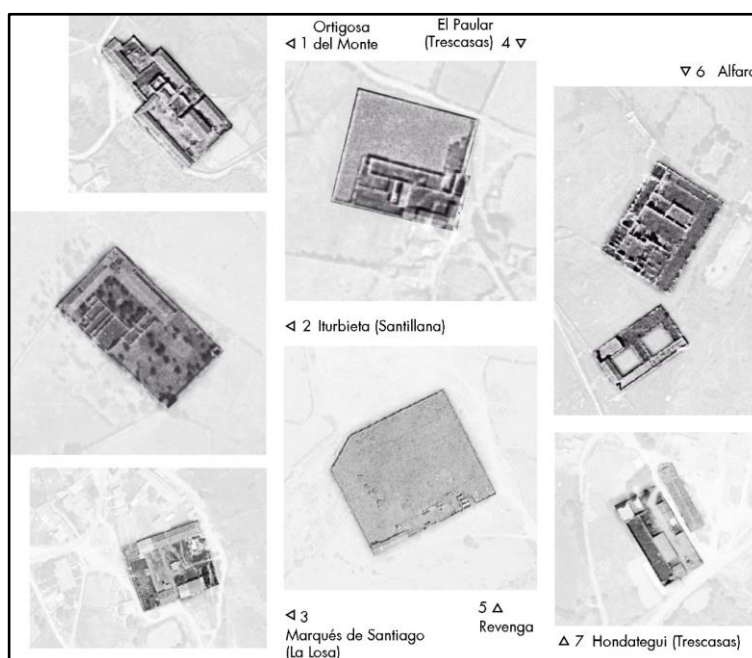 ◁ 1 Ortigosa
del Monte
El Paular
(Trescasas) 4 ▽
▽ 6 Alfaro
◁ 2 Iturbieta (Santillana)
◁ 3
Marqués de Santiago
(La Losa)
5 △
Revenga
△ 7 Hondategui (Trescasas)